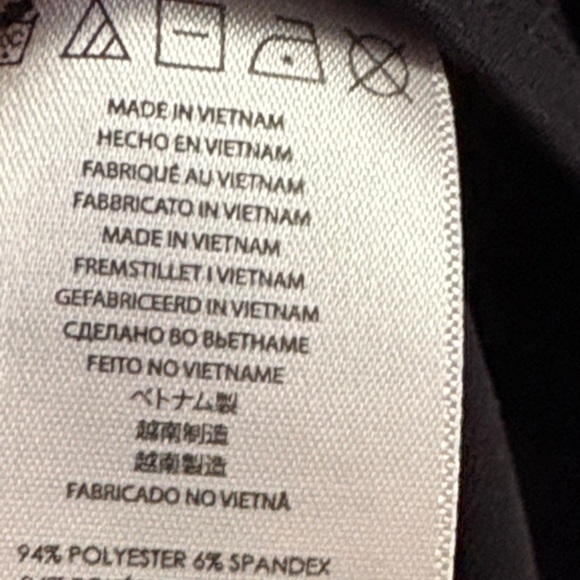 MADE IN VIETNAM
HECHO EN VIETNAM
FABRIQUÉ AU VIETNAM
FABBRICATO IN VIETNAM
MADE IN VIETNAM
FREMSTILLET I VIETNAM
GEFABRICEERD IN VIETNAM
СДЕЛАНО ВО ВЬЕТНАМЕ
FEITO NO VIETNAME
ベトナム製
越南制造
越南製造
FABRICADO NO VIETNÃ
94% POLYESTER 6% SPANDEX